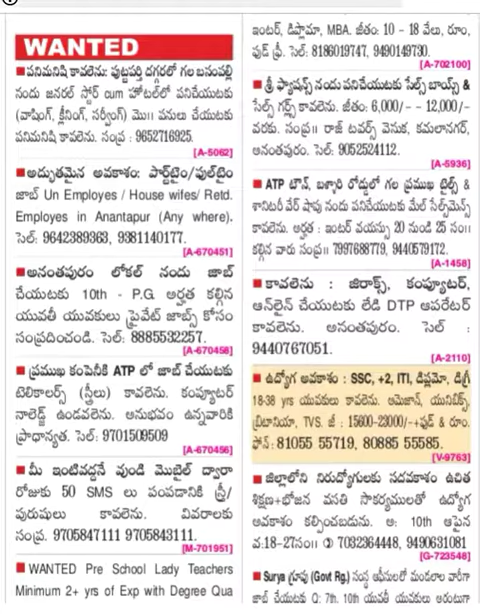 WANTED
■ పనిమనిషి కావలెను: పుట్టపర్తి దగ్గరలో గల బసంపల్లి
నందు జనరల్ స్టోర్ cum హోటల్‌లో పనిచేయుటకు
(వాషింగ్, క్లీనింగ్, సర్వింగ్) మొ॥ పనులు చేయుటకు
పనిమనిషి కావలెను. సంప్ర : 9652716925.
[A-5062]
■ అద్భుతమైన అవకాశం: పార్ట్‌టైం/ఫుల్‌టైం
జాబ్ Un Employes / House wifes/ Retd.
Employes in Anantapur (Any where).
సెల్: 9642389363, 9381140177.
[A-670451]
■ అనంతపురం లోకల్ నందు జాబ్
చేయుటకు 10th - P.G. అర్హత కల్గిన
యువతీ యువకులు ప్రైవేట్ జాబ్స్ కోసం
సంప్రదించండి. సెల్: 8885532257.
[A-670458]
■ ప్రముఖ కంపెనీకి ATP లో జాబ్ చేయుటకు
టెలికాలర్స్ (స్త్రీలు) కావలెను. కంప్యూటర్
నాలెడ్జ్ ఉండవలెను. అనుభవం ఉన్నవారికి
ప్రాధాన్యత. సెల్: 9701509509
[A-670456]
■ మీ ఇంటివద్దనే వుండి మొబైల్ ద్వారా
రోజుకు 50 SMS లు పంపడానికి స్త్రీ/
పురుషులు కావలెను. వివరాలకు
సంప్ర. 9705847111 9705843111.
[M-701951]
■ WANTED Pre School Lady Teachers
Minimum 2+ yrs of Exp with Degree Qua
ఇంటర్, డిప్లొమా, MBA. జీతం: 10 - 18 వేలు, రూం,
ఫుడ్ ఫ్రీ. సెల్: 8186019747, 9490149730.
[A-702100]
■ శ్రీ ఫ్యాషన్స్ నందు పనిచేయుటకు సేల్స్ బాయ్స్ &
సేల్స్ గర్ల్స్ కావలెను. జీతం: 6,000/- - 12,000/-
వరకు. సంప్ర॥ రాజ్ టవర్స్ వెనుక, కమలానగర్,
అనంతపురం. సెల్: 9052524112.
[A-5936]
■ ATP టౌన్, బళ్ళారి రోడ్డులో గల ప్రముఖ టైల్స్ &
శానిటరీ వేర్ షాపు నందు పనిచేయుటకు మేల్ సేల్స్‌మెన్స్
కావలెను. అర్హత : ఇంటర్ వయస్సు 20 నుండి 25 సం॥
కల్గిన వారు సంప్ర॥ 7997688779, 9440579172.
[A-1458]
■ కావలెను : జిరాక్స్, కంప్యూటర్,
ఆన్‌లైన్ చేయుటకు లేడి DTP ఆపరేటర్
కావలెను. అనంతపురం. సెల్ :
9440767051.
[A-2110]
■ ఉద్యోగ అవకాశం : SSC, +2, ITI, డిప్లమో, డిగ్రీ
18-38 yrs యువకులు కావలెను. అమెజాన్, యునిబిక్స్,
బ్రిటానియా, TVS. జీ : 15600-23000/-+ఫుడ్ & రూం.
ఫోన్: 81055 55719, 80885 55585.
[V-9763]
■ జిల్లాలోని నిరుద్యోగులకు సదవకాశం ఉచిత
శిక్షణ+భోజన వసతి సౌకర్యములతో ఉద్యోగ
అవకాశం కల్పించబడును. అ: 10th ఆపైన
వ:18-27సం॥ ✆ 7032364448, 9490631081
[G-723548]
■ Surya గ్రూపు (Govt Rg.) సంస్థ ఆఫీసులలో మండలాల వారీగా
జాబ్ చేయుటకు Q: 7th, 10th యువతీ యువకులు అర్జంటుగా